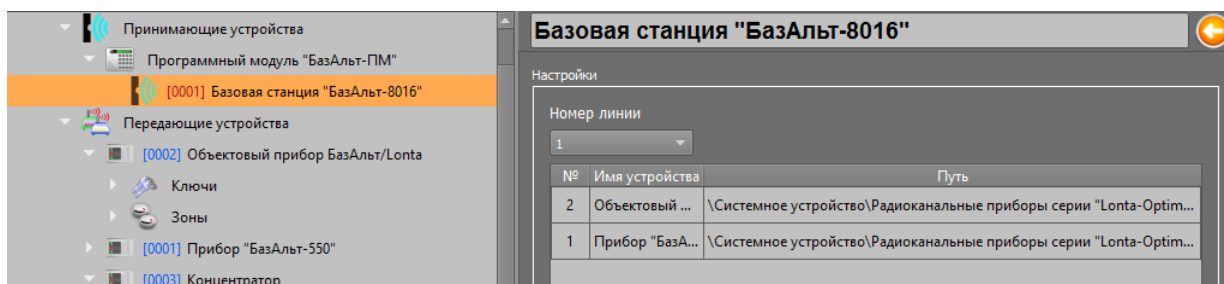 Принимающие устройства
Программный модуль "БазАльт-ПМ"
[0001] Базовая станция "БазАльт-8016"
Передающие устройства
[0002] Объектовый прибор БазАльт/Lonta
Ключи
Зоны
[0001] Прибор "БазАльт-550"
[0003] Концентратор
Базовая станция "БазАльт-8016"
Настройки
Номер линии
1
№ Имя устройства Путь
2 Объектовый ... \Системное устройство\Радиоканальные приборы серии "Lonta-Optim...
1 Прибор "БазА... \Системное устройство\Радиоканальные приборы серии "Lonta-Optim...